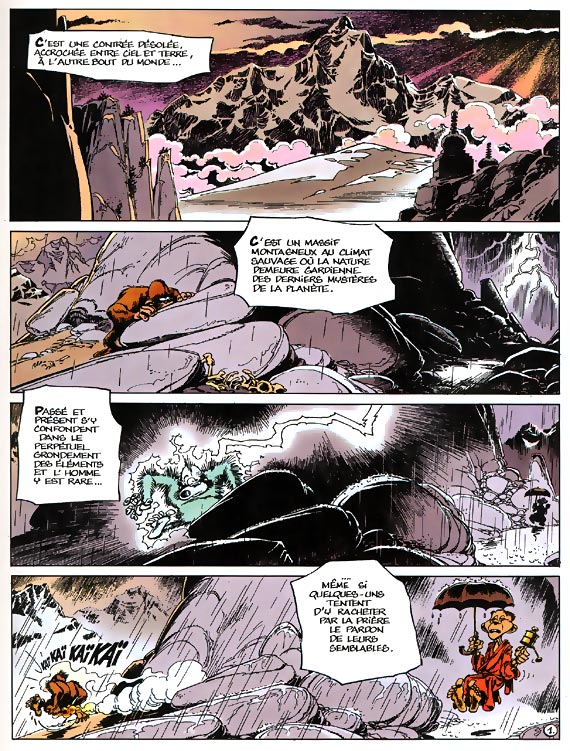 C'EST UNE CONTRÉE DÉSOLÉE,
ACCROCHÉE ENTRE CIEL ET TERRE,
À L'AUTRE BOUT DU MONDE...
C'EST UN MASSIF
MONTAGNEUX AU CLIMAT
SAUVAGE OÙ LA NATURE
DEMEURE GARDIENNE
DES DERNIERS MYSTÈRES
DE LA PLANÈTE.
PASSÉ ET
PRÉSENT S'Y
CONFONDENT
DANS LE
PERPÉTUEL
GRONDEMENT
DES ÉLÉMENTS
ET L'HOMME
Y EST RARE...
KAÏ KAÏ KAÏ KAÏ
....
MÊME SI
QUELQUES-UNS
TENTENT
D'Y RACHETER
PAR LA PRIÈRE
LE PARDON
DE LEURS
SEMBLABLES.
1.